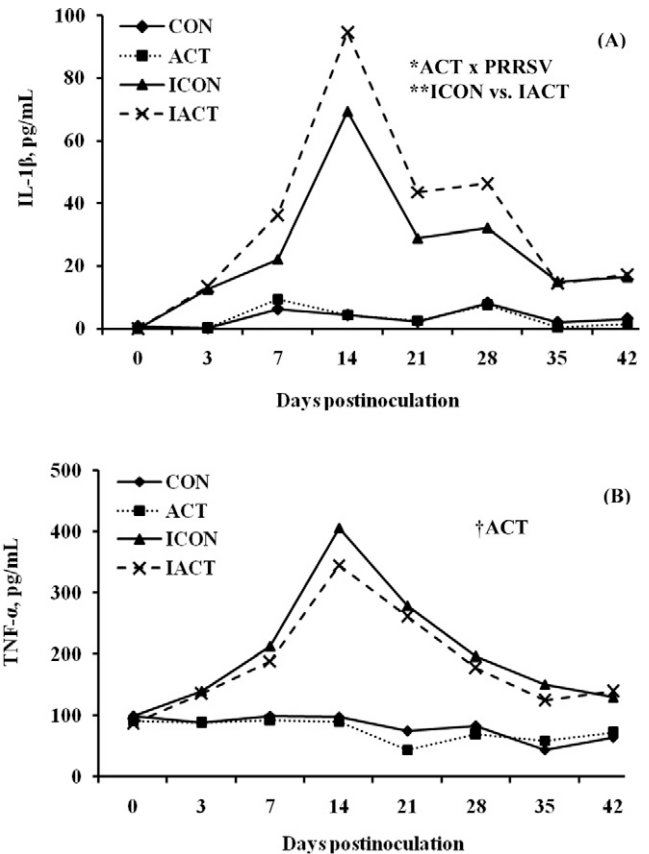 100
80
60
40
20
0
IL-1β, pg/mL
CON
ACT
ICON
IACT
(A)
*ACT x PRRSV
**ICON vs. IACT
0 3 7 14 21 28 35 42
Days postinoculation
500
400
300
200
100
0
TNF-α, pg/mL
CON
ACT
ICON
IACT
(B)
†ACT
0 3 7 14 21 28 35 42
Days postinoculation